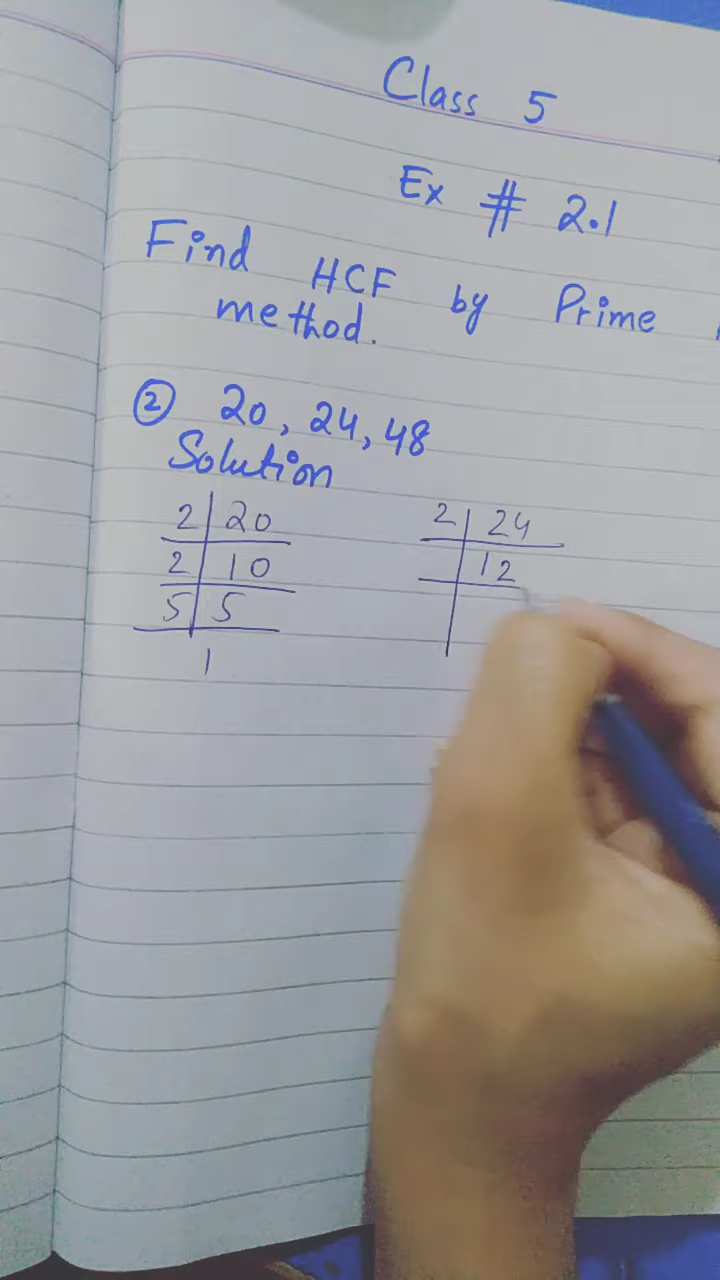 Class 5
Ex # 2.1
Find HCF by Prime
method.
② 20, 24, 48
Solution
2 | 20
2 | 10
5 | 5
1
2 | 24
12